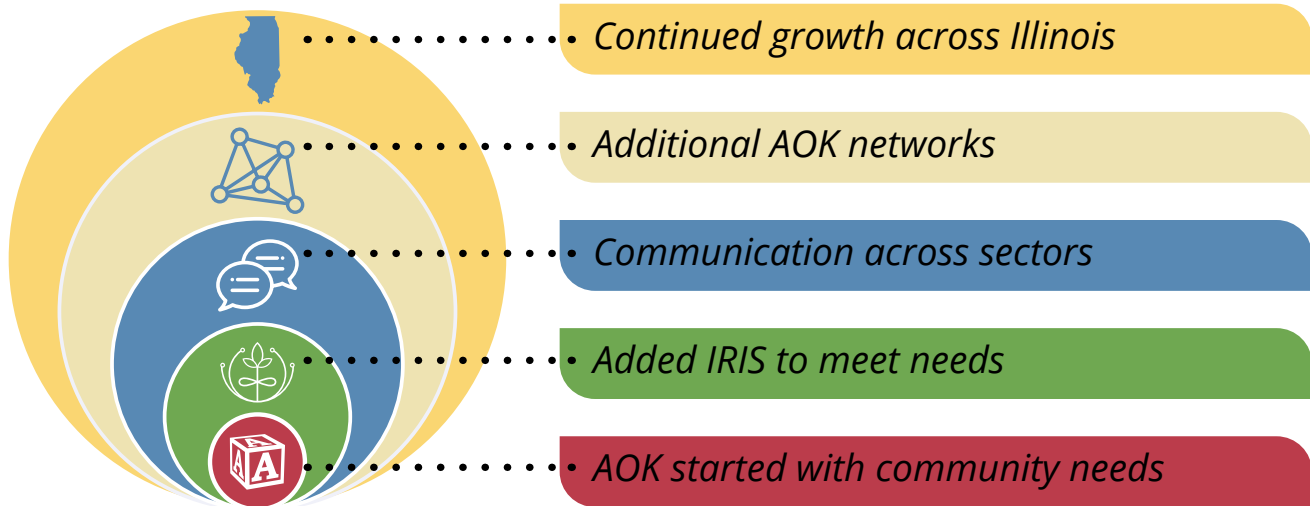 Continued growth across Illinois
Additional AOK networks
Communication across sectors
Added IRIS to meet needs
AOK started with community needs
A
A
A